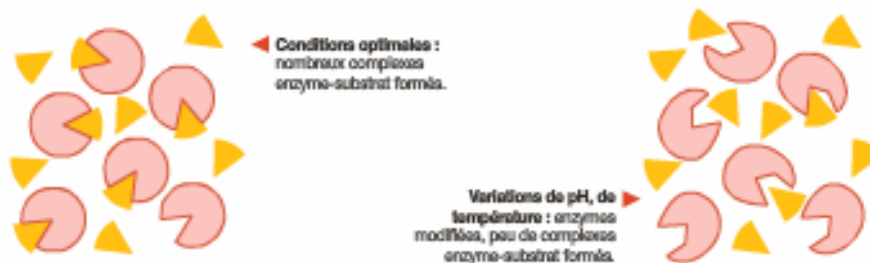 Conditions optimales :
nombreux complexes
enzyme-substrat formés.
Variations de pH, de
température : enzymes
modifiées, peu de complexes
enzyme-substrat formés.